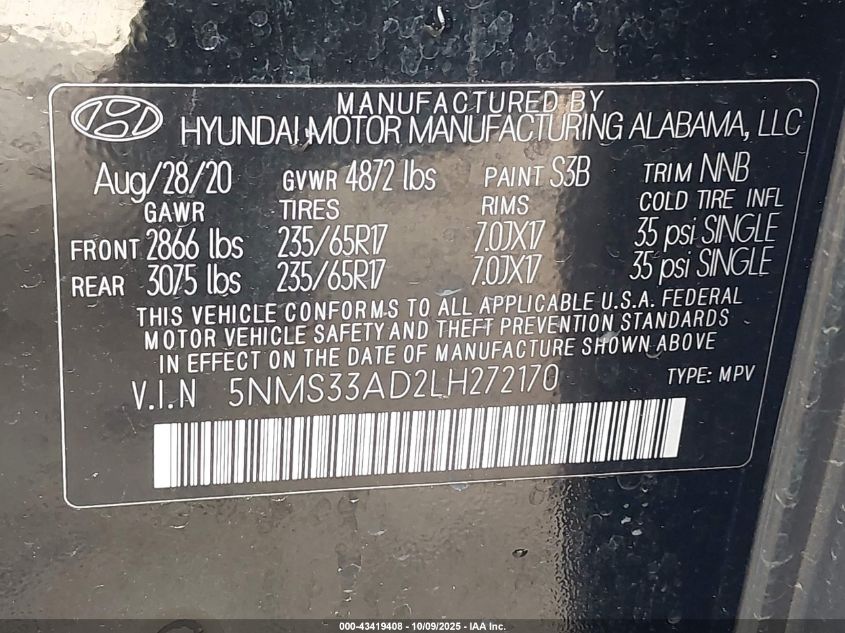 MANUFACTURED BY
HYUNDAI MOTOR MANUFACTURING ALABAMA, LLC
Aug/28/20 GVWR 4872 lbs PAINT S3B TRIM NNB
GAWR TIRES RIMS COLD TIRE INFL
FRONT 2866 lbs 235/65R17 7.0JX17 35 psi SINGLE
REAR 3075 lbs 235/65R17 7.0JX17 35 psi SINGLE
THIS VEHICLE CONFORMS TO ALL APPLICABLE U.S.A. FEDERAL
MOTOR VEHICLE SAFETY AND THEFT PREVENTION STANDARDS
IN EFFECT ON THE DATE OF MANUFACTURE SHOWN ABOVE.
V.I.N 5NMS33AD2LH272170 TYPE: MPV
000-43419408 - 10/09/2025 - IAA Inc.